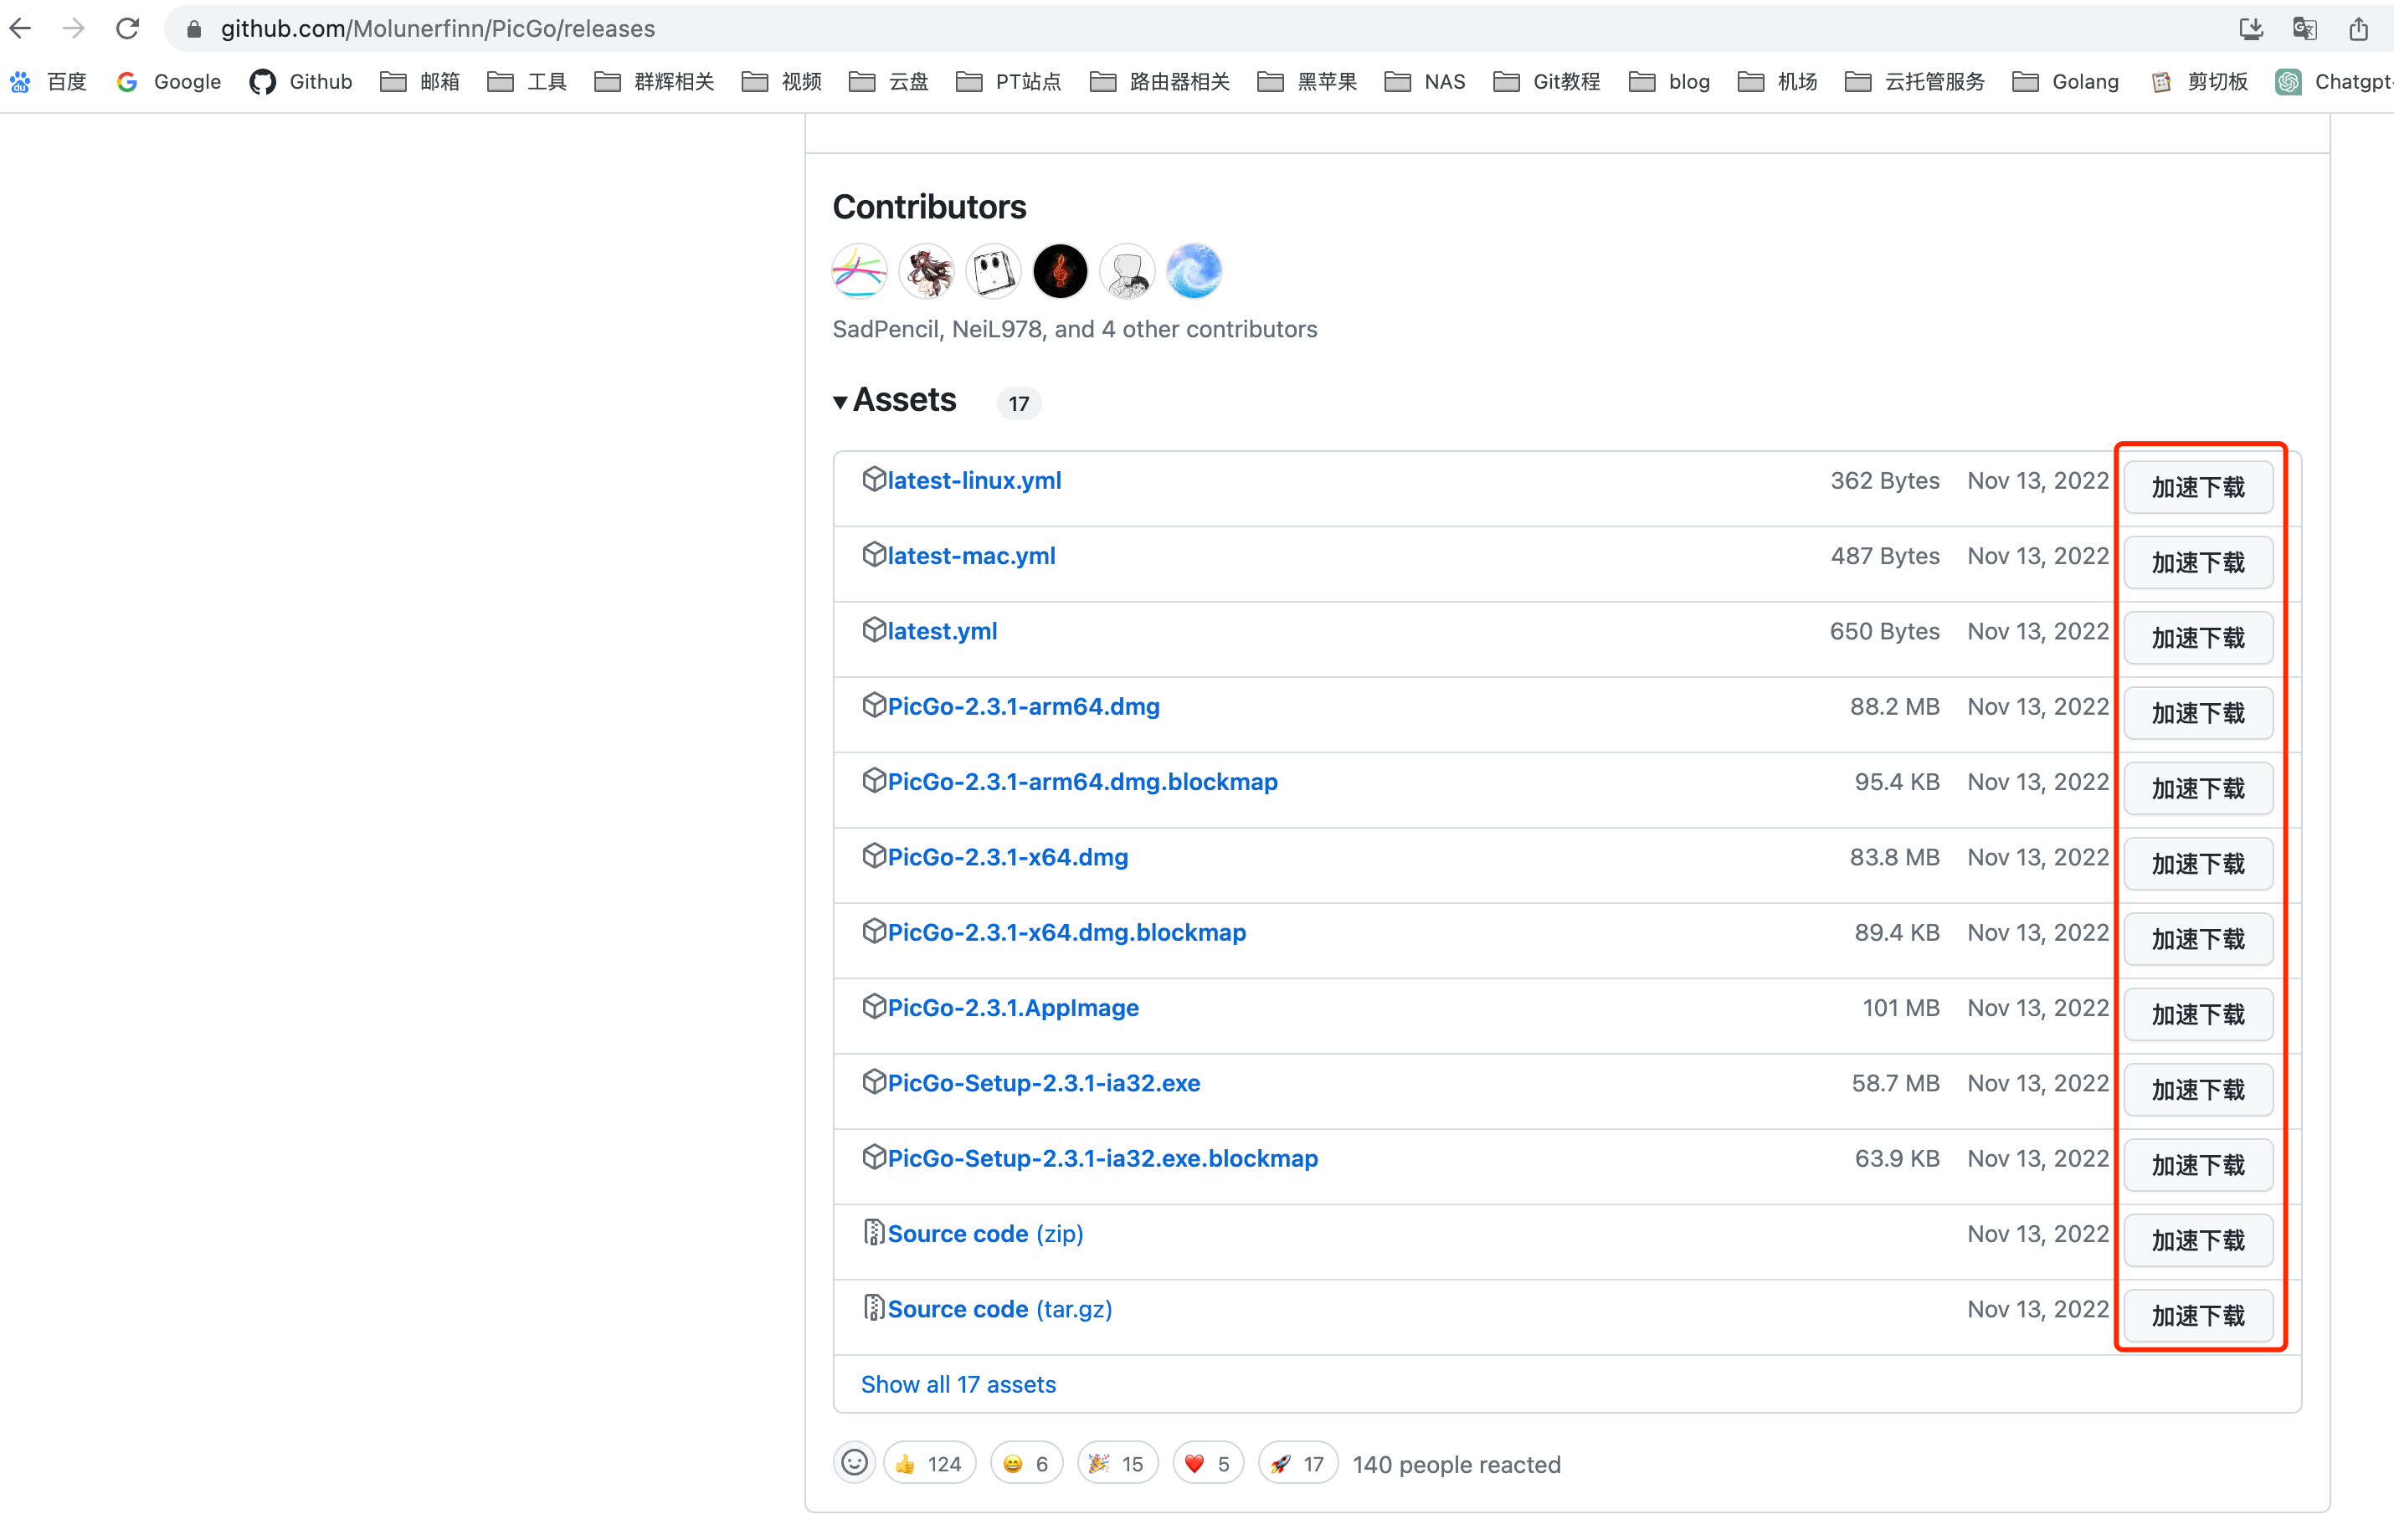 github.com/Molunerfinn/PicGo/releases
百度 Google Github 邮箱 工具 群辉相关 视频 云盘 PT站点 路由器相关 黑苹果 NAS Git教程 blog 机场 云托管服务 Golang 剪切板 Chatgpt-
Contributors
SadPencil, NeiL978, and 4 other contributors
Assets 17
latest-linux.yml 362 Bytes Nov 13, 2022 加速下载
latest-mac.yml 487 Bytes Nov 13, 2022 加速下载
latest.yml 650 Bytes Nov 13, 2022 加速下载
PicGo-2.3.1-arm64.dmg 88.2 MB Nov 13, 2022 加速下载
PicGo-2.3.1-arm64.dmg.blockmap 95.4 KB Nov 13, 2022 加速下载
PicGo-2.3.1-x64.dmg 83.8 MB Nov 13, 2022 加速下载
PicGo-2.3.1-x64.dmg.blockmap 89.4 KB Nov 13, 2022 加速下载
PicGo-2.3.1.AppImage 101 MB Nov 13, 2022 加速下载
PicGo-Setup-2.3.1-ia32.exe 58.7 MB Nov 13, 2022 加速下载
PicGo-Setup-2.3.1-ia32.exe.blockmap 63.9 KB Nov 13, 2022 加速下载
Source code (zip) Nov 13, 2022 加速下载
Source code (tar.gz) Nov 13, 2022 加速下载
Show all 17 assets
👍 124 😄 6 🎉 15 ❤️ 5 🚀 17 140 people reacted